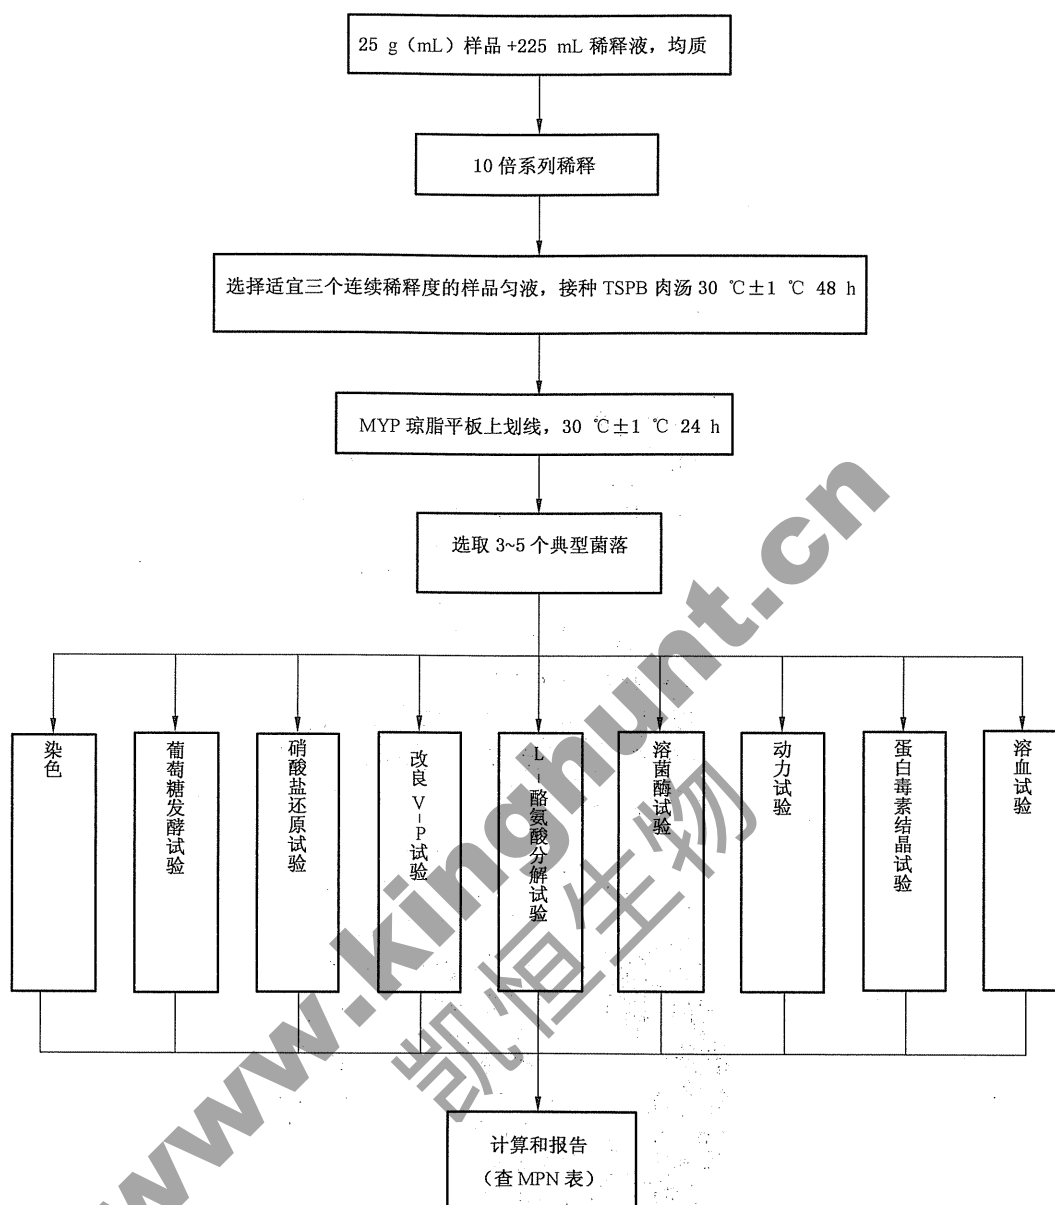 25 g（mL）样品+225 mL 稀释液，均质
10 倍系列稀释
选择适宜三个连续稀释度的样品匀液，接种 TSPB 肉汤 30 ℃±1 ℃ 48 h
MYP 琼脂平板上划线，30 ℃±1 ℃ 24 h
选取 3~5 个典型菌落
染色
葡萄糖发酵试验
硝酸盐还原试验
改良 V-P 试验
L-酪氨酸分解试验
溶菌酶试验
动力试验
蛋白毒素结晶试验
溶血试验
计算和报告
（查 MPN 表）
www.kinghunt.cn
凯恒生物